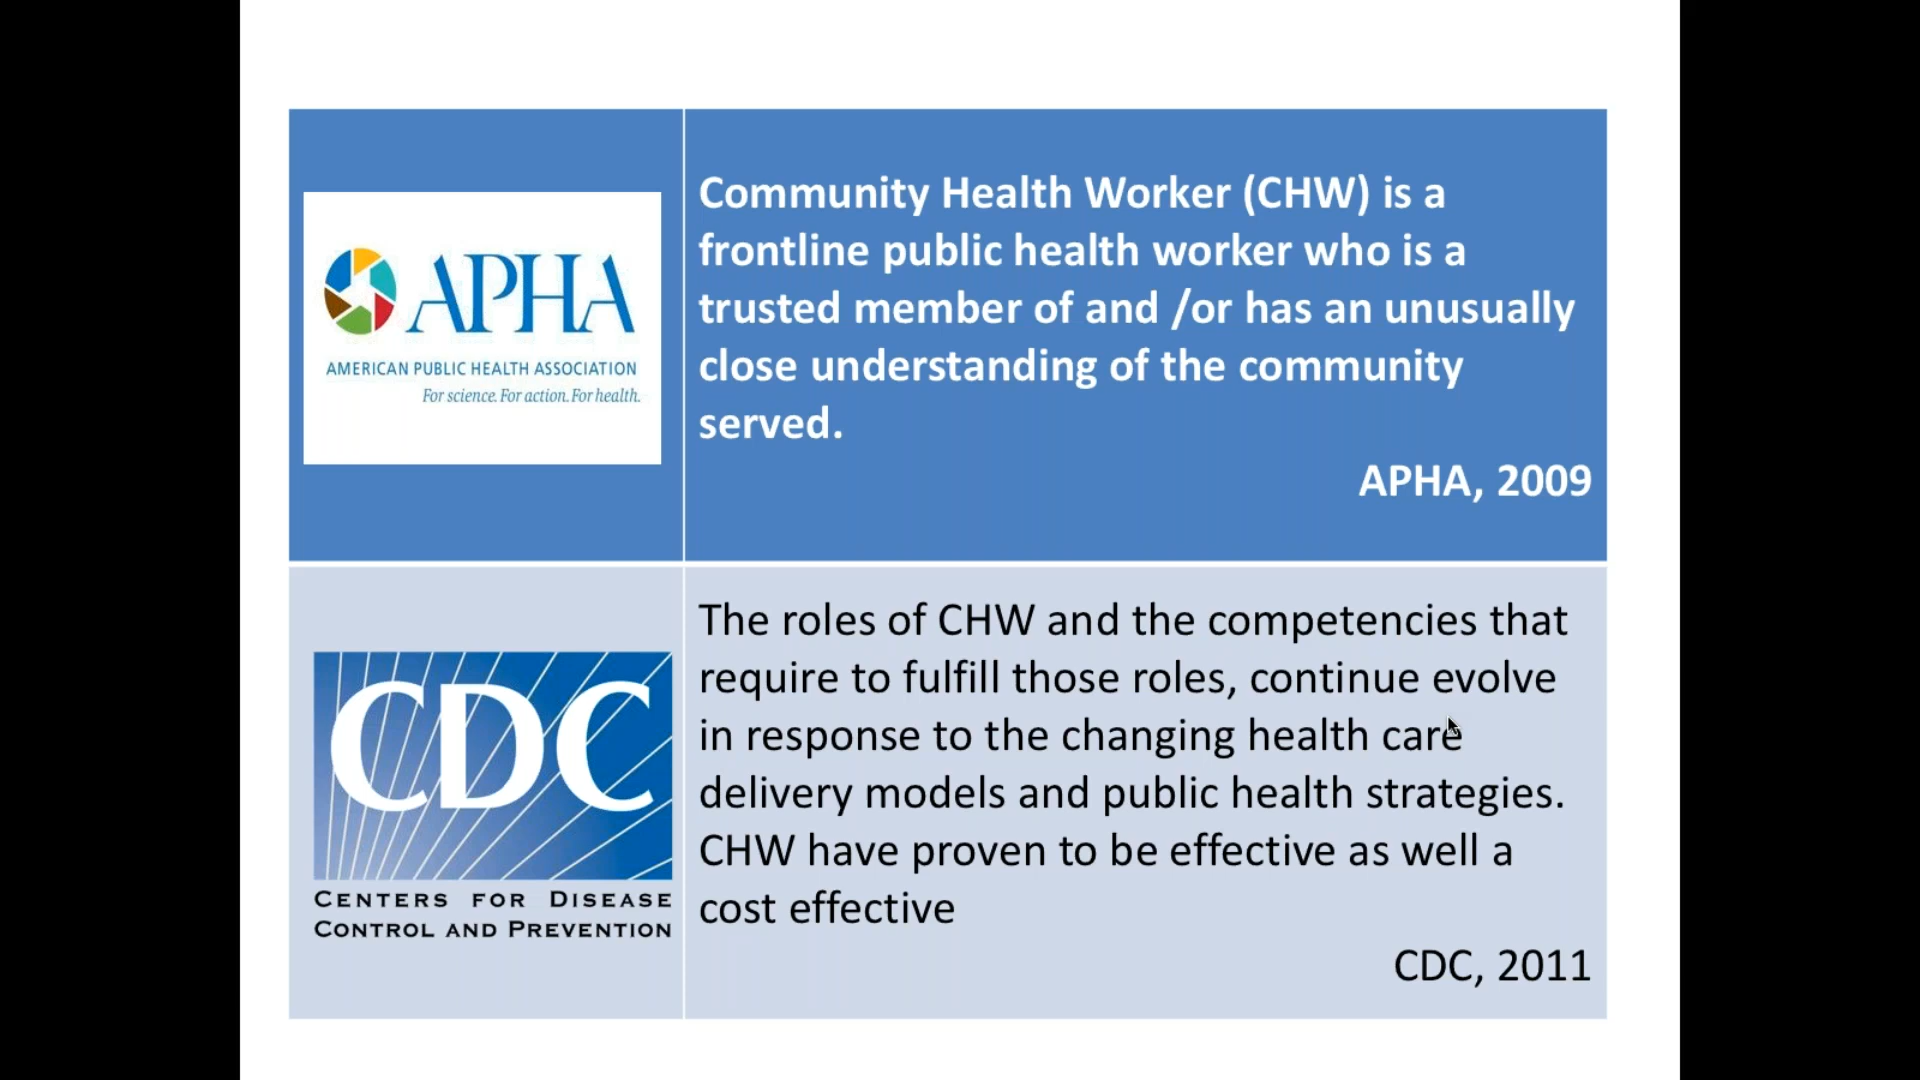 APHA
AMERICAN PUBLIC HEALTH ASSOCIATION
For science. For action. For health.
Community Health Worker (CHW) is a
frontline public health worker who is a
trusted member of and /or has an unusually
close understanding of the community
served.
APHA, 2009
CDC
CENTERS FOR DISEASE
CONTROL AND PREVENTION
The roles of CHW and the competencies that
require to fulfill those roles, continue evolve
in response to the changing health care
delivery models and public health strategies.
CHW have proven to be effective as well a
cost effective
CDC, 2011